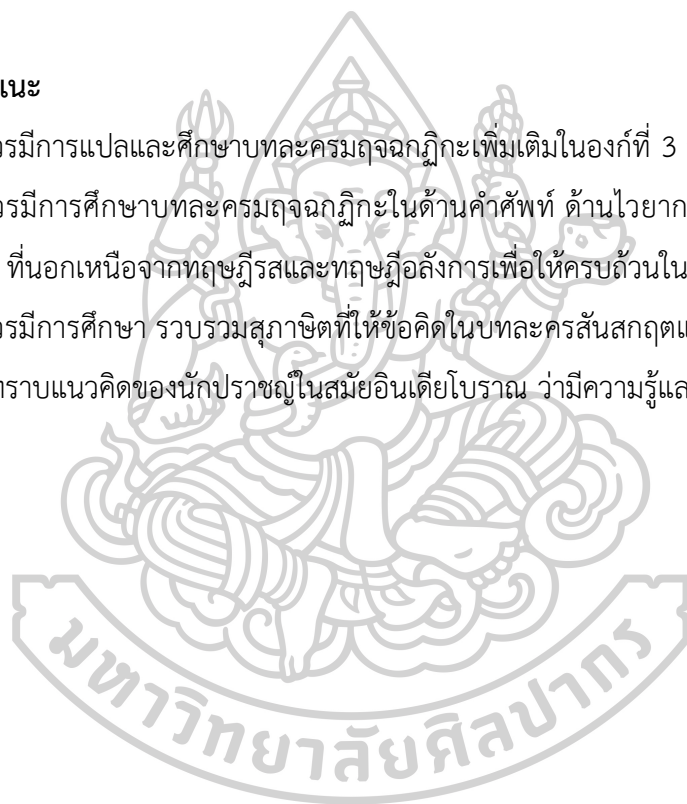 แนะ
วรมีการแปลและศึกษาบทละครมฤจฉกฏิกะเพิ่มเติมในองก์ที่ 3
วรมีการศึกษาบทละครมฤจฉกฏิกะในด้านคำศัพท์ ด้านไวยาก
ที่นอกเหนือจากทฤษฎีรสและทฤษฎีอลังการเพื่อให้ครบถ้วนใน
วรมีการศึกษา รวบรวมสุภาษิตที่ให้ข้อคิดในบทละครสันสกฤตแ
ทราบแนวคิดของนักปราชญ์ในสมัยอินเดียโบราณ ว่ามีความรู้และ
มหาวิทยาลัยศิลปากร